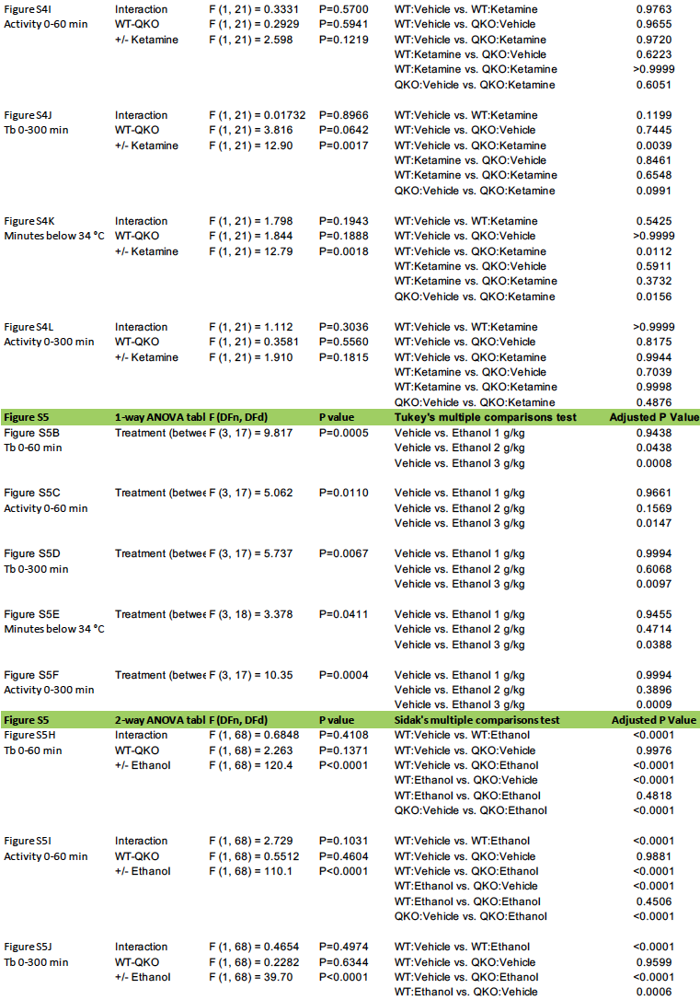 Figure S4I Interaction F (1, 21) = 0.3331 P=0.5700 WT:Vehicle vs. WT:Ketamine 0.9763
Activity 0-60 min WT-QKO F (1, 21) = 0.2929 P=0.5941 WT:Vehicle vs. QKO:Vehicle 0.9655
+/- Ketamine F (1, 21) = 2.598 P=0.1219 WT:Vehicle vs. QKO:Ketamine 0.9720
WT:Ketamine vs. QKO:Vehicle 0.6223
WT:Ketamine vs. QKO:Ketamine >0.9999
QKO:Vehicle vs. QKO:Ketamine 0.6051
Figure S4J Interaction F (1, 21) = 0.01732 P=0.8966 WT:Vehicle vs. WT:Ketamine 0.1199
Tb 0-300 min WT-QKO F (1, 21) = 3.816 P=0.0642 WT:Vehicle vs. QKO:Vehicle 0.7445
+/- Ketamine F (1, 21) = 12.90 P=0.0017 WT:Vehicle vs. QKO:Ketamine 0.0039
WT:Ketamine vs. QKO:Vehicle 0.8461
WT:Ketamine vs. QKO:Ketamine 0.6548
QKO:Vehicle vs. QKO:Ketamine 0.0991
Figure S4K Interaction F (1, 21) = 1.798 P=0.1943 WT:Vehicle vs. WT:Ketamine 0.5425
Minutes below 34 °C WT-QKO F (1, 21) = 1.844 P=0.1888 WT:Vehicle vs. QKO:Vehicle >0.9999
+/- Ketamine F (1, 21) = 12.79 P=0.0018 WT:Vehicle vs. QKO:Ketamine 0.0112
WT:Ketamine vs. QKO:Vehicle 0.5911
WT:Ketamine vs. QKO:Ketamine 0.3732
QKO:Vehicle vs. QKO:Ketamine 0.0156
Figure S4L Interaction F (1, 21) = 1.112 P=0.3036 WT:Vehicle vs. WT:Ketamine >0.9999
Activity 0-300 min WT-QKO F (1, 21) = 0.3581 P=0.5560 WT:Vehicle vs. QKO:Vehicle 0.8175
+/- Ketamine F (1, 21) = 1.910 P=0.1815 WT:Vehicle vs. QKO:Ketamine 0.9944
WT:Ketamine vs. QKO:Vehicle 0.7039
WT:Ketamine vs. QKO:Ketamine 0.9998
QKO:Vehicle vs. QKO:Ketamine 0.4876
Figure S5 1-way ANOVA tabl F (DFn, DFd) P value Tukey's multiple comparisons test Adjusted P Value
Figure S5B Treatment (betwee F (3, 17) = 9.817 P=0.0005 Vehicle vs. Ethanol 1 g/kg 0.9438
Tb 0-60 min Vehicle vs. Ethanol 2 g/kg 0.0438
Vehicle vs. Ethanol 3 g/kg 0.0008
Figure S5C Treatment (betwee F (3, 17) = 5.062 P=0.0110 Vehicle vs. Ethanol 1 g/kg 0.9661
Activity 0-60 min Vehicle vs. Ethanol 2 g/kg 0.1569
Vehicle vs. Ethanol 3 g/kg 0.0147
Figure S5D Treatment (betwee F (3, 17) = 5.737 P=0.0067 Vehicle vs. Ethanol 1 g/kg 0.9994
Tb 0-300 min Vehicle vs. Ethanol 2 g/kg 0.6068
Vehicle vs. Ethanol 3 g/kg 0.0097
Figure S5E Treatment (betwee F (3, 18) = 3.378 P=0.0411 Vehicle vs. Ethanol 1 g/kg 0.9455
Minutes below 34 °C Vehicle vs. Ethanol 2 g/kg 0.4714
Vehicle vs. Ethanol 3 g/kg 0.0388
Figure S5F Treatment (betwee F (3, 17) = 10.35 P=0.0004 Vehicle vs. Ethanol 1 g/kg 0.9994
Activity 0-300 min Vehicle vs. Ethanol 2 g/kg 0.3896
Vehicle vs. Ethanol 3 g/kg 0.0009
Figure S5 2-way ANOVA tabl F (DFn, DFd) P value Sidak's multiple comparisons test Adjusted P Value
Figure S5H Interaction F (1, 68) = 0.6848 P=0.4108 WT:Vehicle vs. WT:Ethanol <0.0001
Tb 0-60 min WT-QKO F (1, 68) = 2.263 P=0.1371 WT:Vehicle vs. QKO:Vehicle 0.9976
+/- Ethanol F (1, 68) = 120.4 P<0.0001 WT:Vehicle vs. QKO:Ethanol <0.0001
WT:Ethanol vs. QKO:Vehicle <0.0001
WT:Ethanol vs. QKO:Ethanol 0.4818
QKO:Vehicle vs. QKO:Ethanol <0.0001
Figure S5I Interaction F (1, 68) = 2.729 P=0.1031 WT:Vehicle vs. WT:Ethanol <0.0001
Activity 0-60 min WT-QKO F (1, 68) = 0.5512 P=0.4604 WT:Vehicle vs. QKO:Vehicle 0.9881
+/- Ethanol F (1, 68) = 110.1 P<0.0001 WT:Vehicle vs. QKO:Ethanol <0.0001
WT:Ethanol vs. QKO:Vehicle <0.0001
WT:Ethanol vs. QKO:Ethanol 0.4506
QKO:Vehicle vs. QKO:Ethanol <0.0001
Figure S5J Interaction F (1, 68) = 0.4654 P=0.4974 WT:Vehicle vs. WT:Ethanol <0.0001
Tb 0-300 min WT-QKO F (1, 68) = 0.2282 P=0.6344 WT:Vehicle vs. QKO:Vehicle 0.9599
+/- Ethanol F (1, 68) = 39.70 P<0.0001 WT:Vehicle vs. QKO:Ethanol <0.0001
WT:Ethanol vs. QKO:Vehicle 0.0006